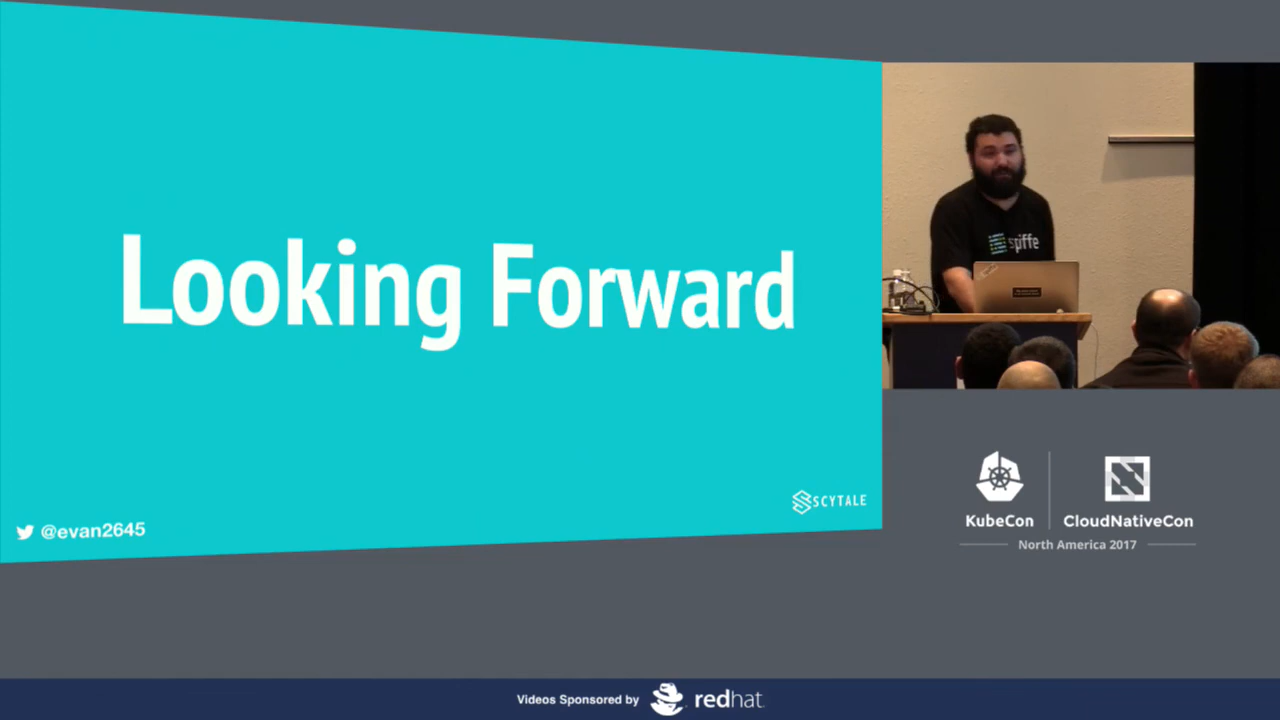 Looking Forward
@evan2645
SCYTALE
spiffe
KubeCon
CloudNativeCon
North America 2017
Videos Sponsored by redhat